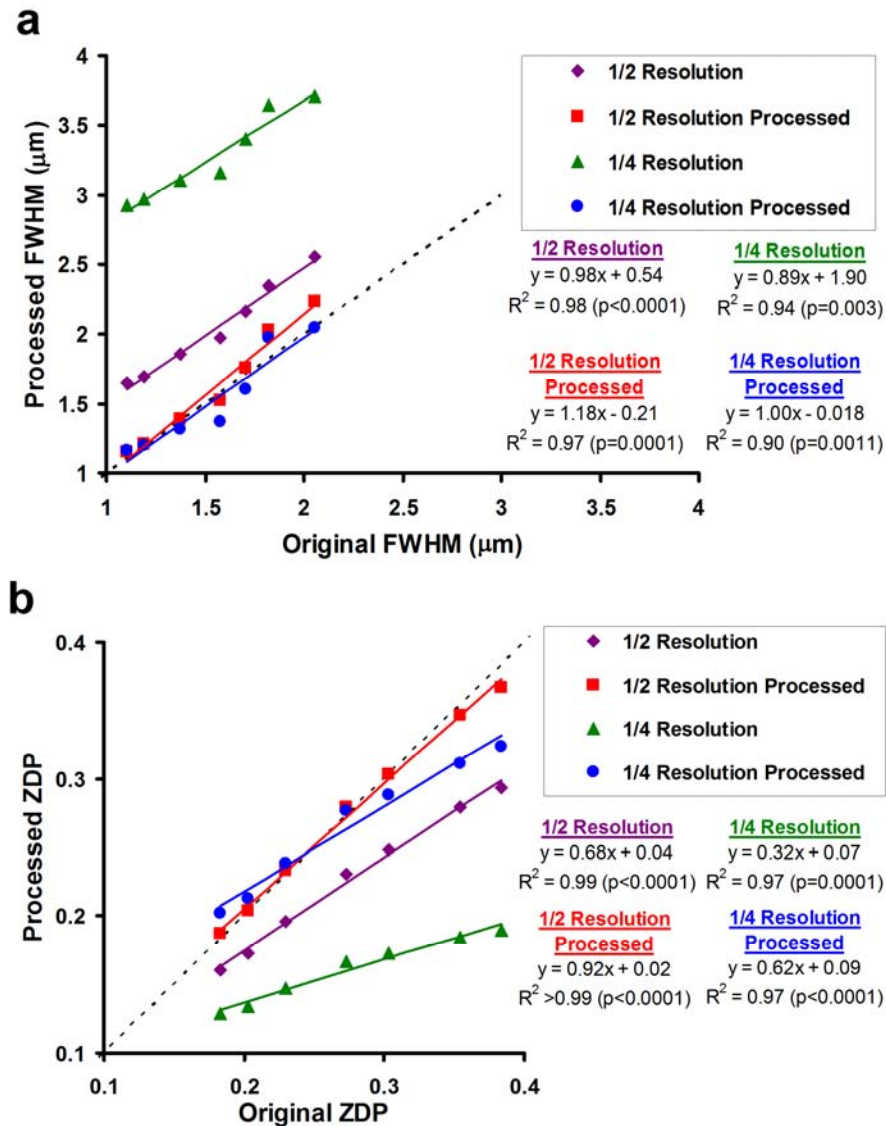 a
4
3.5
3
2.5
2
1.5
1
1
1.5
2
2.5
3
3.5
4
Processed FWHM (μm)
Original FWHM (μm)
1/2 Resolution
1/2 Resolution Processed
1/4 Resolution
1/4 Resolution Processed
1/2 Resolution
y = 0.98x + 0.54
R² = 0.98 (p<0.0001)
1/4 Resolution
y = 0.89x + 1.90
R² = 0.94 (p=0.003)
1/2 Resolution
Processed
y = 1.18x - 0.21
R² = 0.97 (p=0.0001)
1/4 Resolution
Processed
y = 1.00x - 0.018
R² = 0.90 (p=0.0011)
b
0.4
0.3
0.2
0.1
0.1
0.2
0.3
0.4
Processed ZDP
Original ZDP
1/2 Resolution
1/2 Resolution Processed
1/4 Resolution
1/4 Resolution Processed
1/2 Resolution
y = 0.68x + 0.04
R² = 0.99 (p<0.0001)
1/4 Resolution
y = 0.32x + 0.07
R² = 0.97 (p=0.0001)
1/2 Resolution
Processed
y = 0.92x + 0.02
R² >0.99 (p<0.0001)
1/4 Resolution
Processed
y = 0.62x + 0.09
R² = 0.97 (p<0.0001)